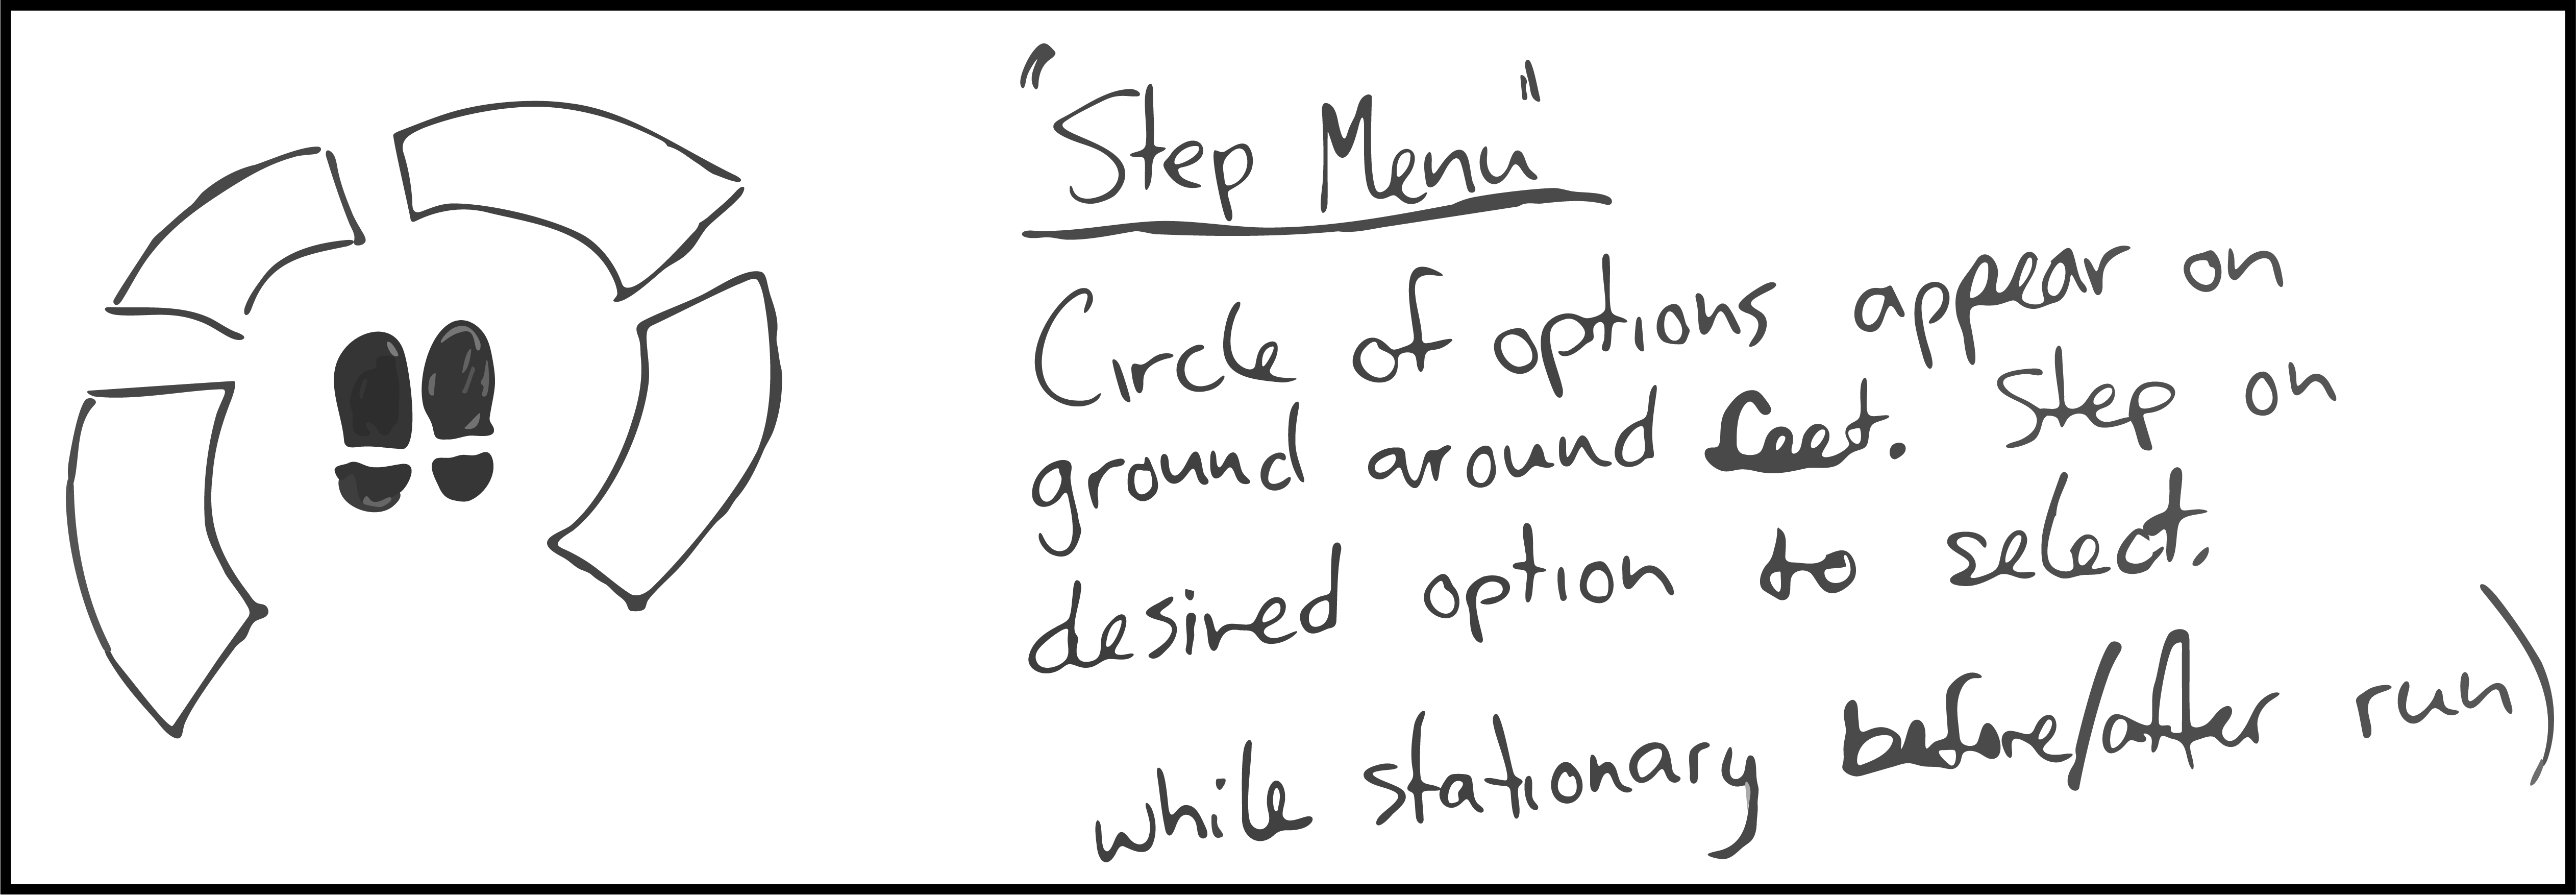 "Step Menu"
Circle of options appear on
ground around feet. Step on
desired option to select.
while stationary before/after run)